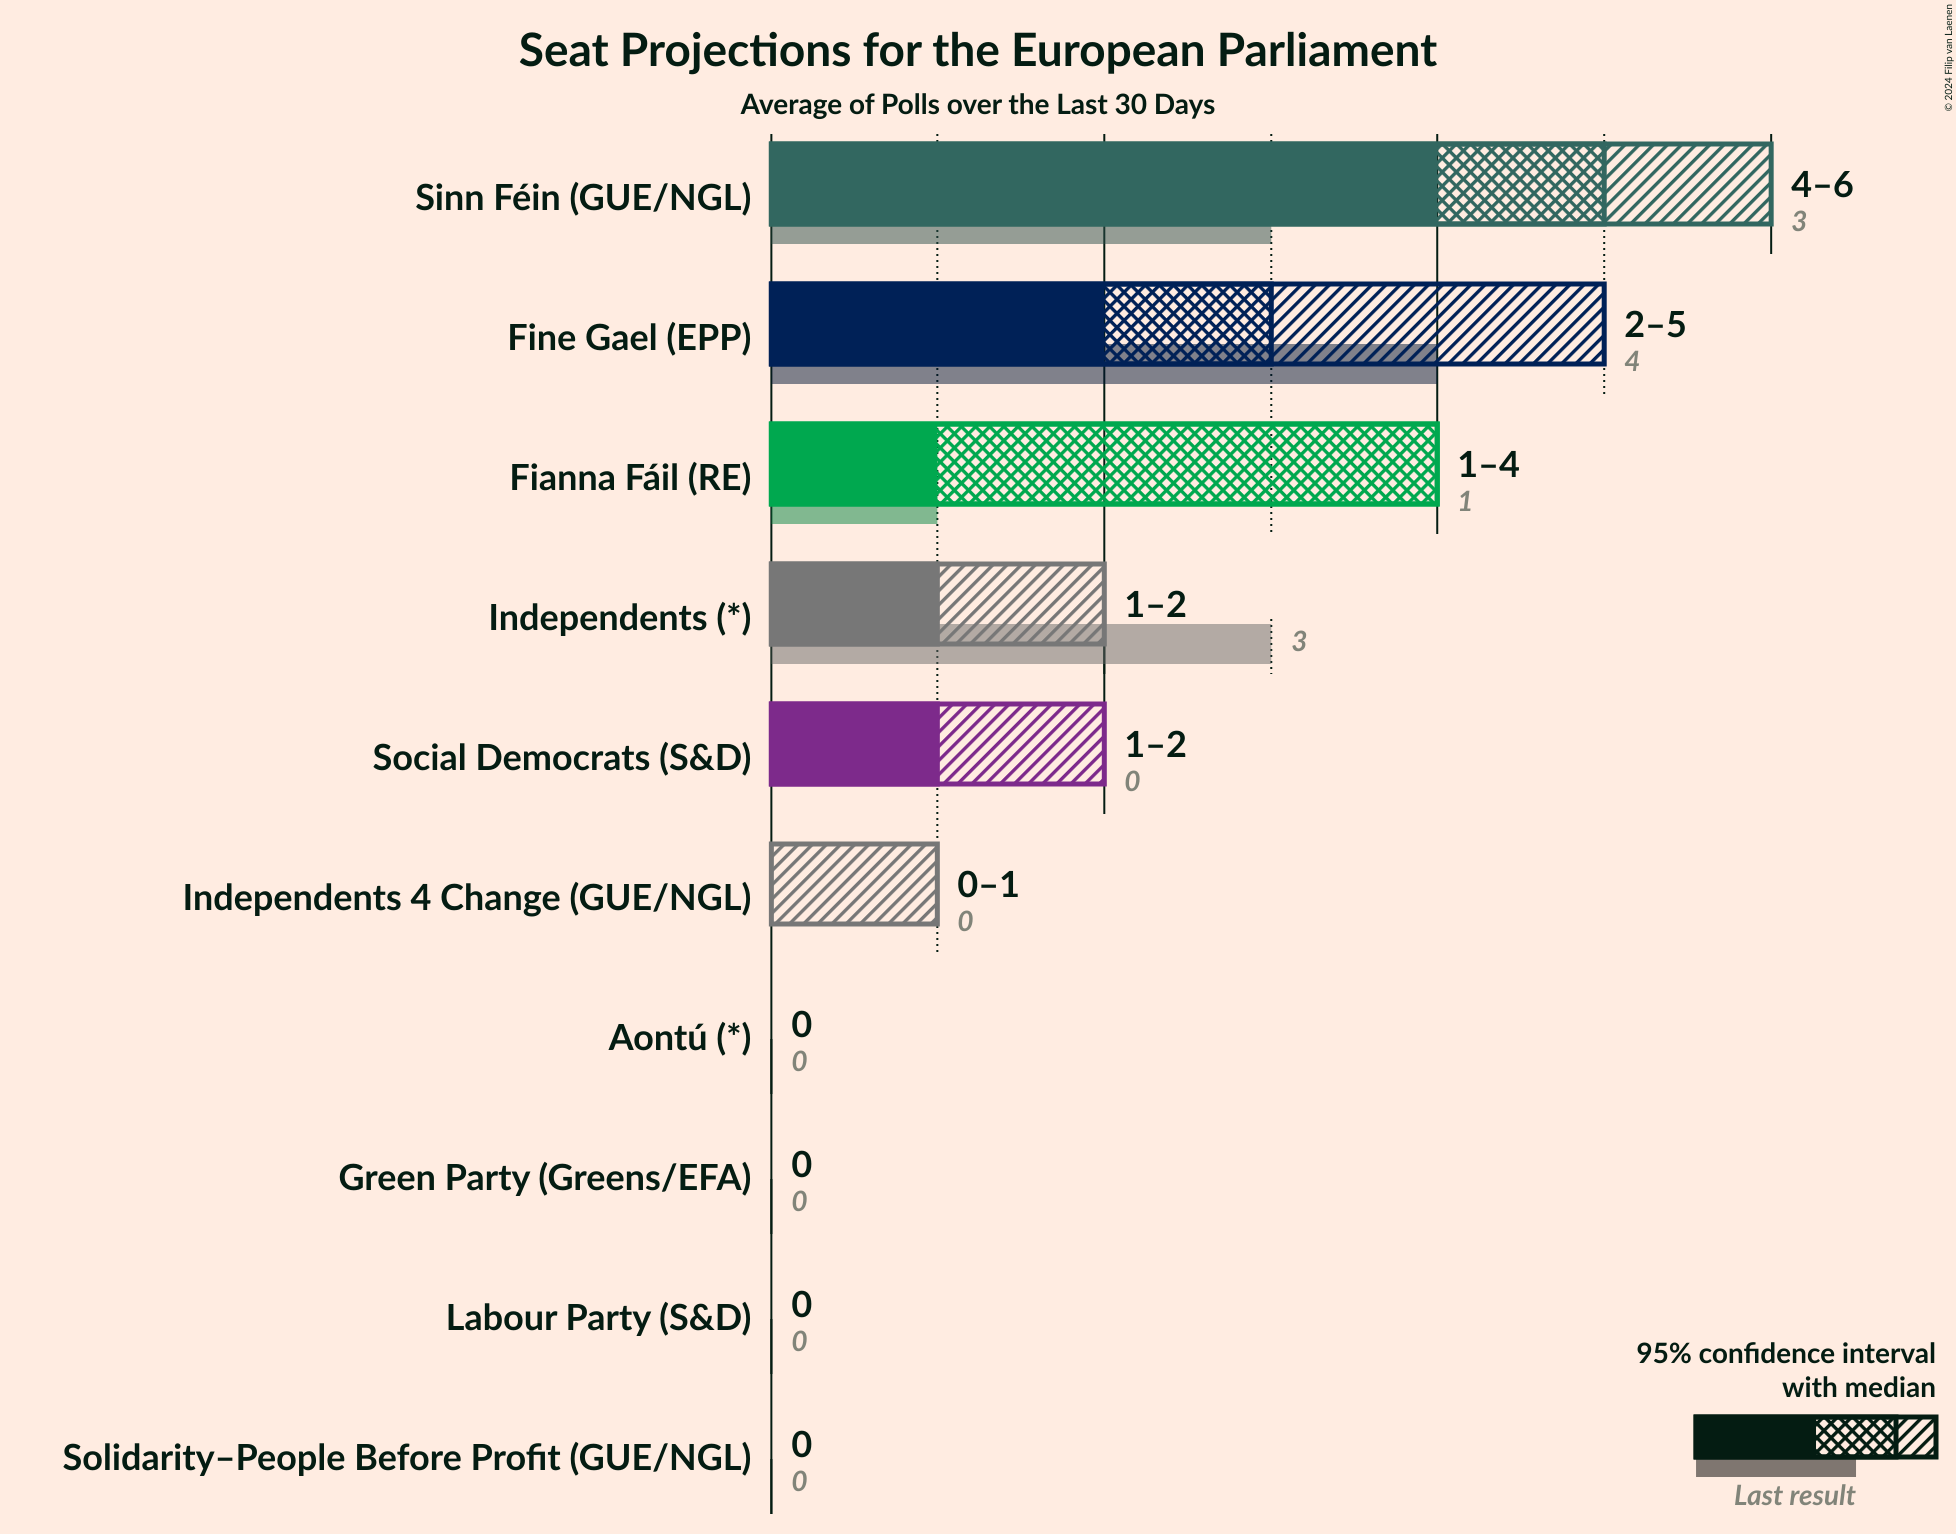 Seat Projections for the European Parliament
Average of Polls over the Last 30 Days
© 2024 Filip van Laenen
Sinn Féin (GUE/NGL)
4–6
3
Fine Gael (EPP)
2–5
4
Fianna Fáil (RE)
1–4
1
Independents (*)
1–2
3
Social Democrats (S&D)
1–2
0
Independents 4 Change (GUE/NGL)
0–1
0
Aontú (*)
0
0
Green Party (Greens/EFA)
0
0
Labour Party (S&D)
0
0
Solidarity–People Before Profit (GUE/NGL)
0
0
95% confidence interval
with median
Last result